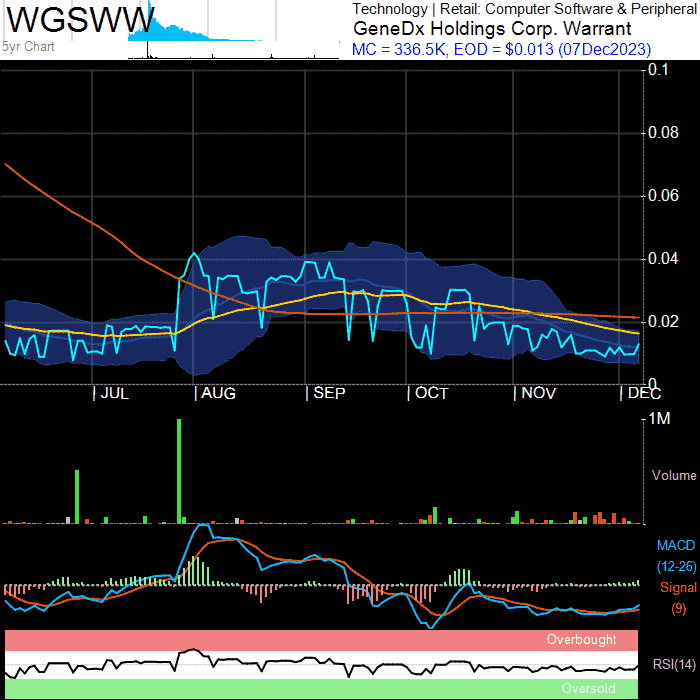 WGSWW
5yr Chart
Technology | Retail: Computer Software & Peripheral
GeneDx Holdings Corp. Warrant
MC = 336.5K, EOD = $0.013 (07Dec2023)
0.1
0.08
0.06
0.04
0.02
0
| JUL | AUG | SEP | OCT | NOV | DEC
1M
Volume
MACD
(12-26)
Signal
(9)
Overbought
RSI(14)
Oversold